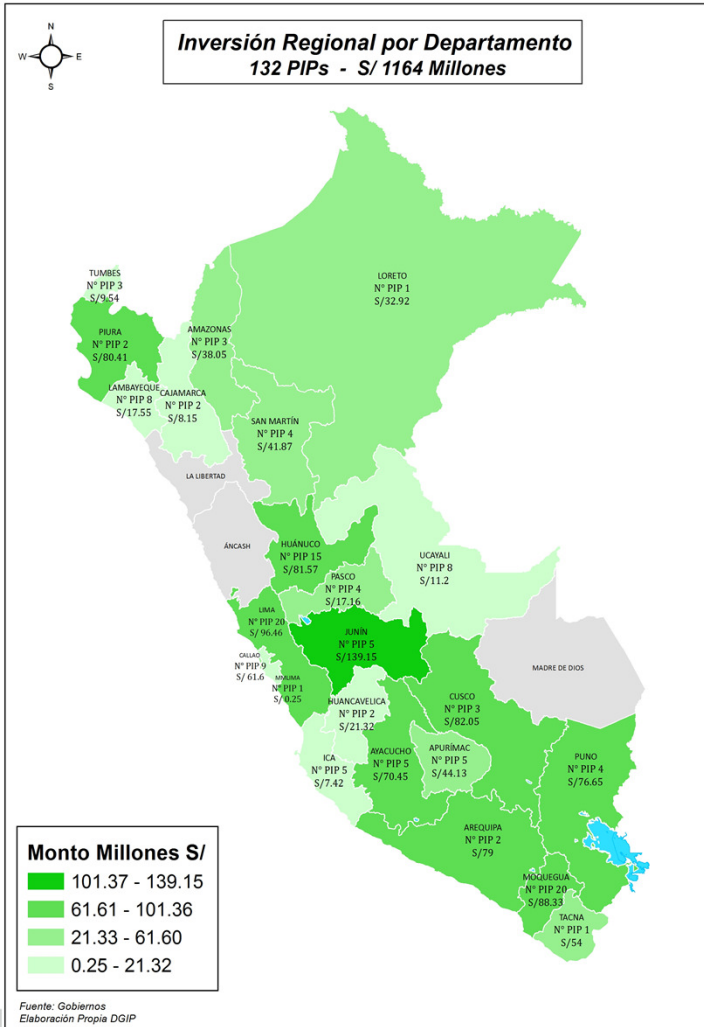 N
W E
S
Inversión Regional por Departamento
132 PIPs - S/ 1164 Millones
TUMBES
N° PIP 3
S/9.54
PIURA
N° PIP 2
S/80.41
LAMBAYEQUE
N° PIP 8
S/17.55
CAJAMARCA
N° PIP 2
S/8.15
AMAZONAS
N° PIP 3
S/38.05
LORETO
N° PIP 1
S/32.92
SAN MARTÍN
N° PIP 4
S/41.87
LA LIBERTAD
ÁNCASH
HUÁNUCO
N° PIP 15
S/81.57
UCAYALI
N° PIP 8
S/11.2
PASCO
N° PIP 4
S/17.16
LIMA
N° PIP 20
S/ 96.46
JUNÍN
N° PIP 5
S/139.15
CALLAO
N° PIP 9
S/ 61.6
MMLIMA
N° PIP 1
S/ 0.25
MADRE DE DIOS
HUANCAVELICA
N° PIP 2
S/21.32
CUSCO
N° PIP 3
S/82.05
ICA
N° PIP 5
S/7.42
AYACUCHO
N° PIP 5
S/70.45
APURÍMAC
N° PIP 5
S/44.13
PUNO
N° PIP 4
S/76.65
AREQUIPA
N° PIP 2
S/79
MOQUEGUA
N° PIP 20
S/88.33
TACNA
N° PIP 1
S/54
Monto Millones S/
101.37 - 139.15
61.61 - 101.36
21.33 - 61.60
0.25 - 21.32
Fuente: Gobiernos
Elaboración Propia DGIP